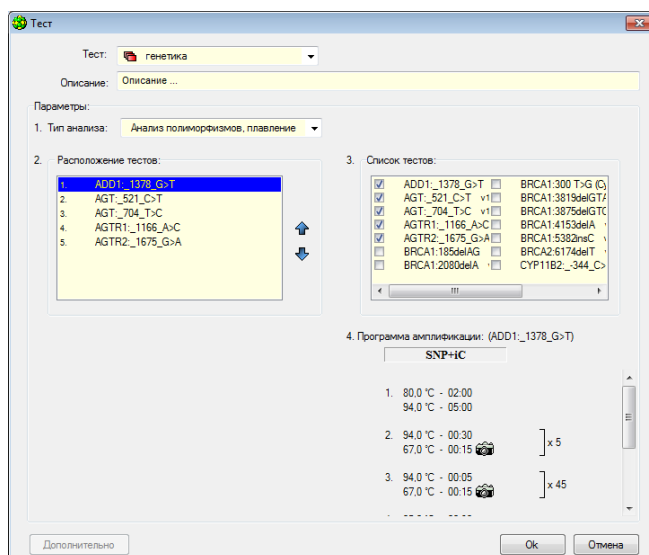 Тест
Тест: генетика
Описание: Описание ...
Параметры:
1. Тип анализа: Анализ полиморфизмов, плавление
2. Расположение тестов:
1. ADD1:_1378_G>T
2. AGT:_521_C>T
3. AGT:_704_T>C
4. AGTR1:_1166_A>C
5. AGTR2:_1675_G>A
3. Список тестов:
ADD1:_1378_G>T BRCA1:300 T>G (Cy
AGT:_521_C>T v1 BRCA1:3819delGTA
AGT:_704_T>C v1 BRCA1:3875delGTC
AGTR1:_1166_A>C BRCA1:4153delA
AGTR2:_1675_G>A BRCA1:5382insC
BRCA1:185delAG BRCA2:6174delT
BRCA1:2080delA CYP11B2:_-344_C>
4. Программа амплификации: (ADD1:_1378_G>T)
SNP+iC
1. 80,0 °C - 02:00
94,0 °C - 05:00
2. 94,0 °C - 00:30
67,0 °C - 00:15
x 5
3. 94,0 °C - 00:05
67,0 °C - 00:15
x 45
Дополнительно
Ok
Отмена